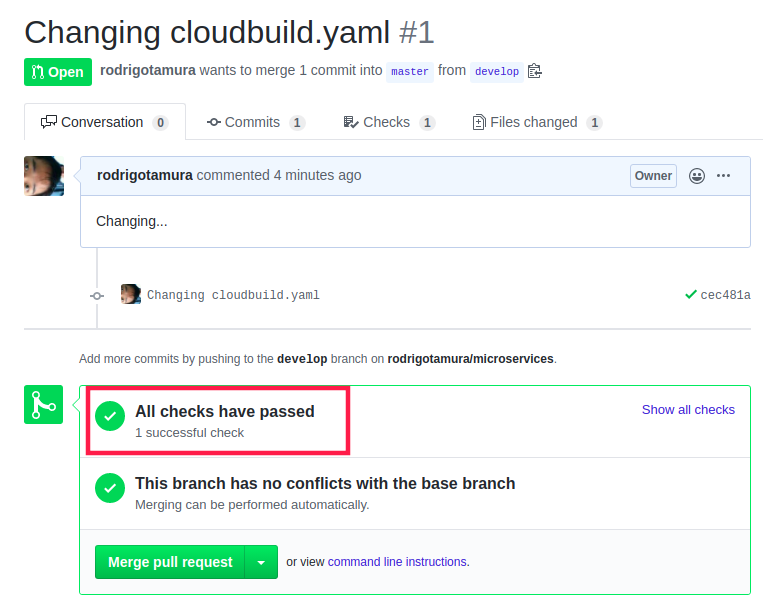 Changing cloudbuild.yaml #1
Open rodrigotamura wants to merge 1 commit into master from develop
Conversation 0 Commits 1 Checks 1 Files changed 1
rodrigotamura commented 4 minutes ago Owner
Changing...
Changing cloudbuild.yaml cec481a
Add more commits by pushing to the develop branch on rodrigotamura/microservices.
All checks have passed Show all checks
1 successful check
This branch has no conflicts with the base branch
Merging can be performed automatically.
Merge pull request or view command line instructions.